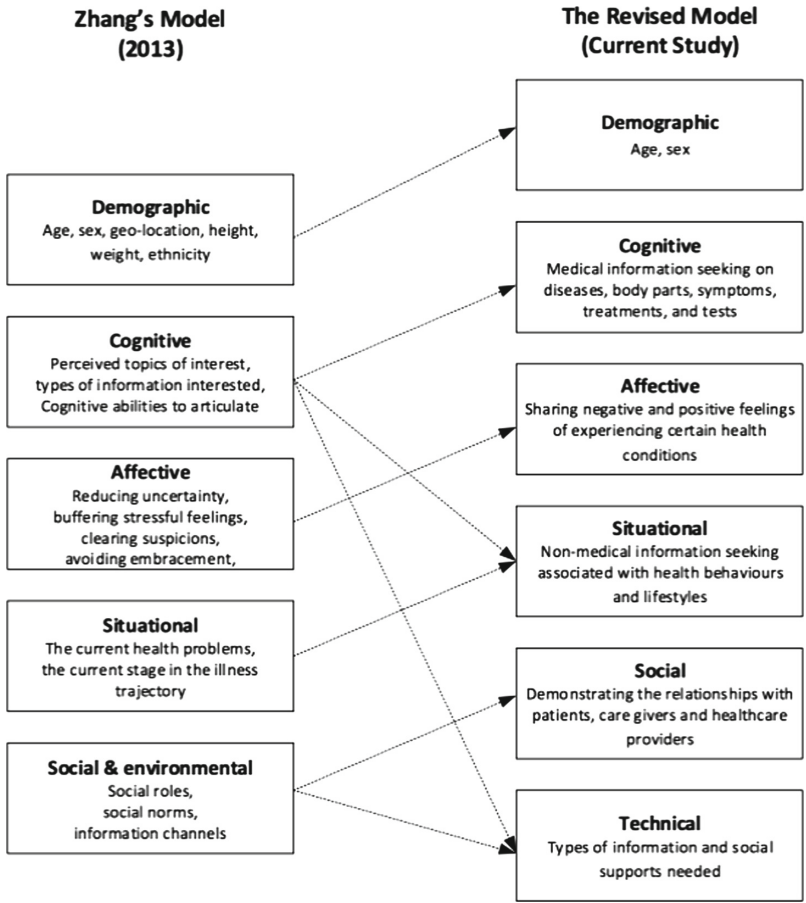 Zhang's Model
(2013)
Demographic
Age, sex, geo-location, height,
weight, ethnicity
Cognitive
Perceived topics of interest,
types of information interested,
Cognitive abilities to articulate
Affective
Reducing uncertainty,
buffering stressful feelings,
clearing suspicions,
avoiding embracement,
Situational
The current health problems,
the current stage in the illness
trajectory
Social & environmental
Social roles,
social norms,
information channels
The Revised Model
(Current Study)
Demographic
Age, sex
Cognitive
Medical information seeking on
diseases, body parts, symptoms,
treatments, and tests
Affective
Sharing negative and positive feelings
of experiencing certain health
conditions
Situational
Non-medical information seeking
associated with health behaviours
and lifestyles
Social
Demonstrating the relationships with
patients, care givers and healthcare
providers
Technical
Types of information and social
supports needed